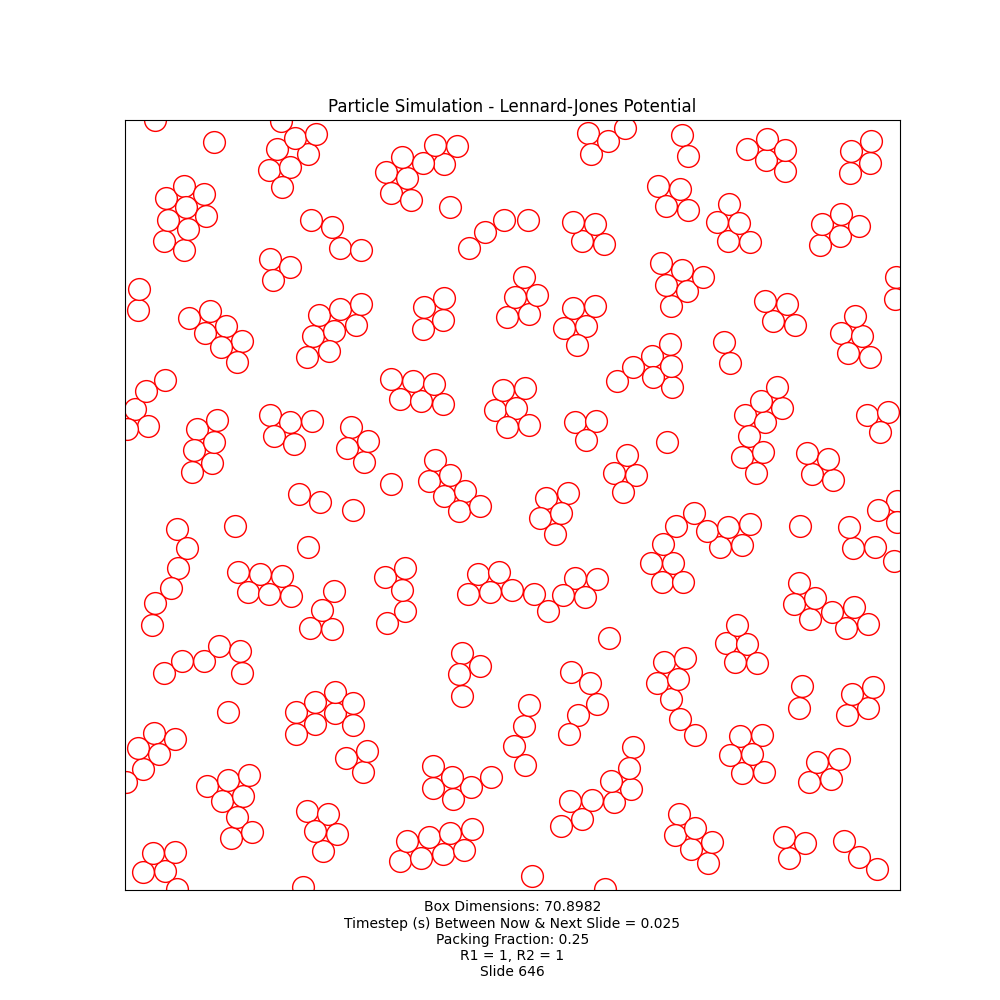 Particle Simulation - Lennard-Jones Potential
Box Dimensions: 70.8982
Timestep (s) Between Now & Next Slide = 0.025
Packing Fraction: 0.25
R1 = 1, R2 = 1
Slide 646